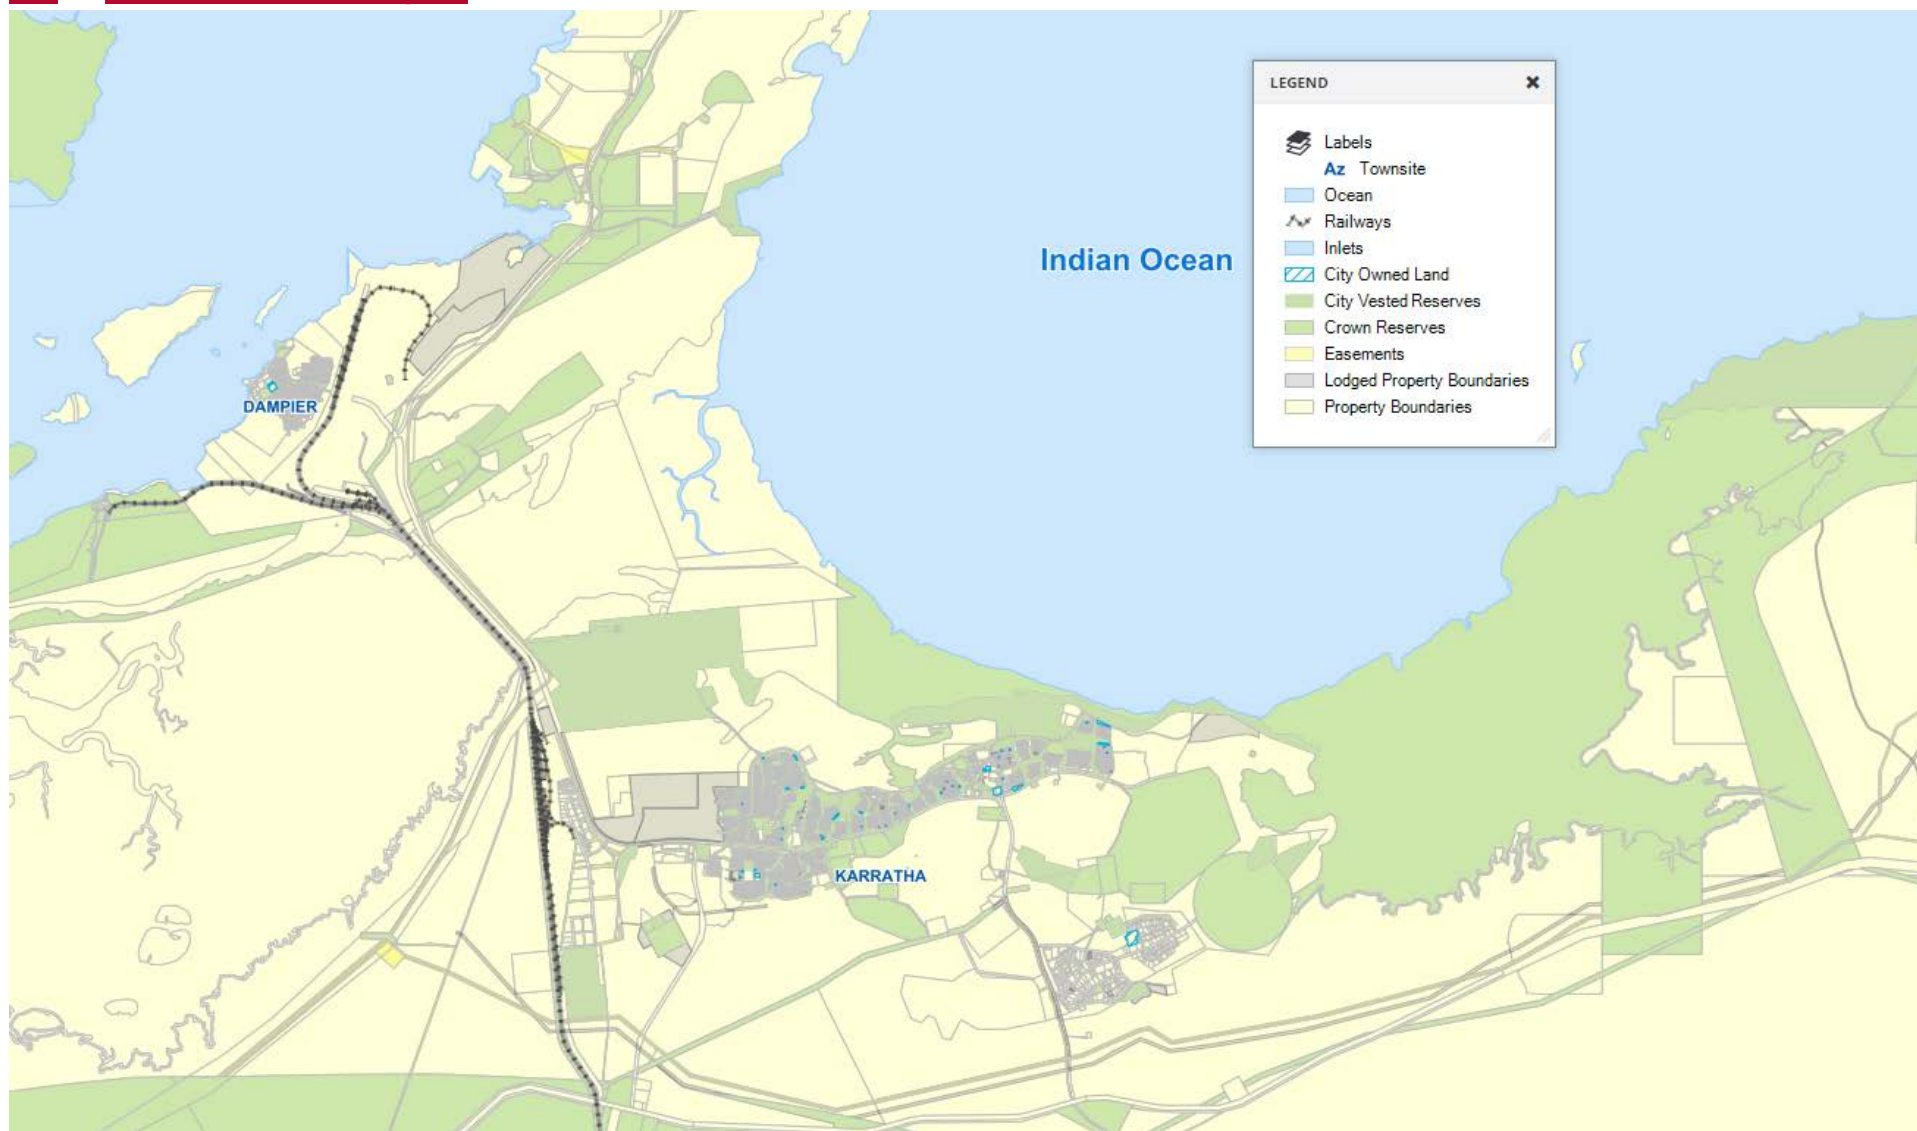 Indian Ocean
LEGEND
Labels
Az Townsite
Ocean
Railways
Inlets
City Owned Land
City Vested Reserves
Crown Reserves
Easements
Lodged Property Boundaries
Property Boundaries
DAMPIER
KARRATHA